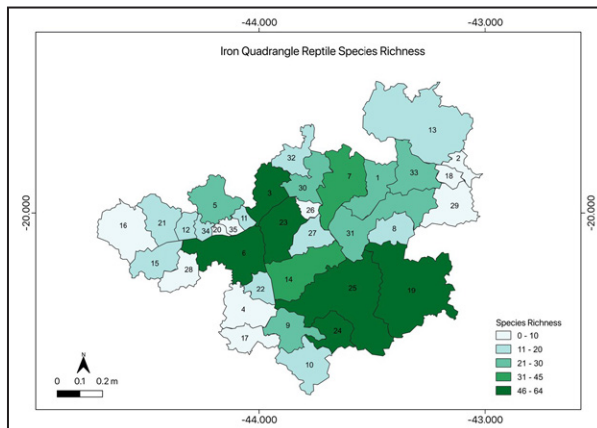 -44.000 -43.000
Iron Quadrangle Reptile Species Richness
13
32 2
7 1 33 18
3 30
5 29
-20.000 -20.000
16 21 11 23 26
12 34 20 35 27 31 8
6
15 28
14
22 25 19
4
9 24
17
10
Species Richness
0 - 10
11 - 20
21 - 30
31 - 45
46 - 64
N
0 0.1 0.2 m
-44.000 -43.000